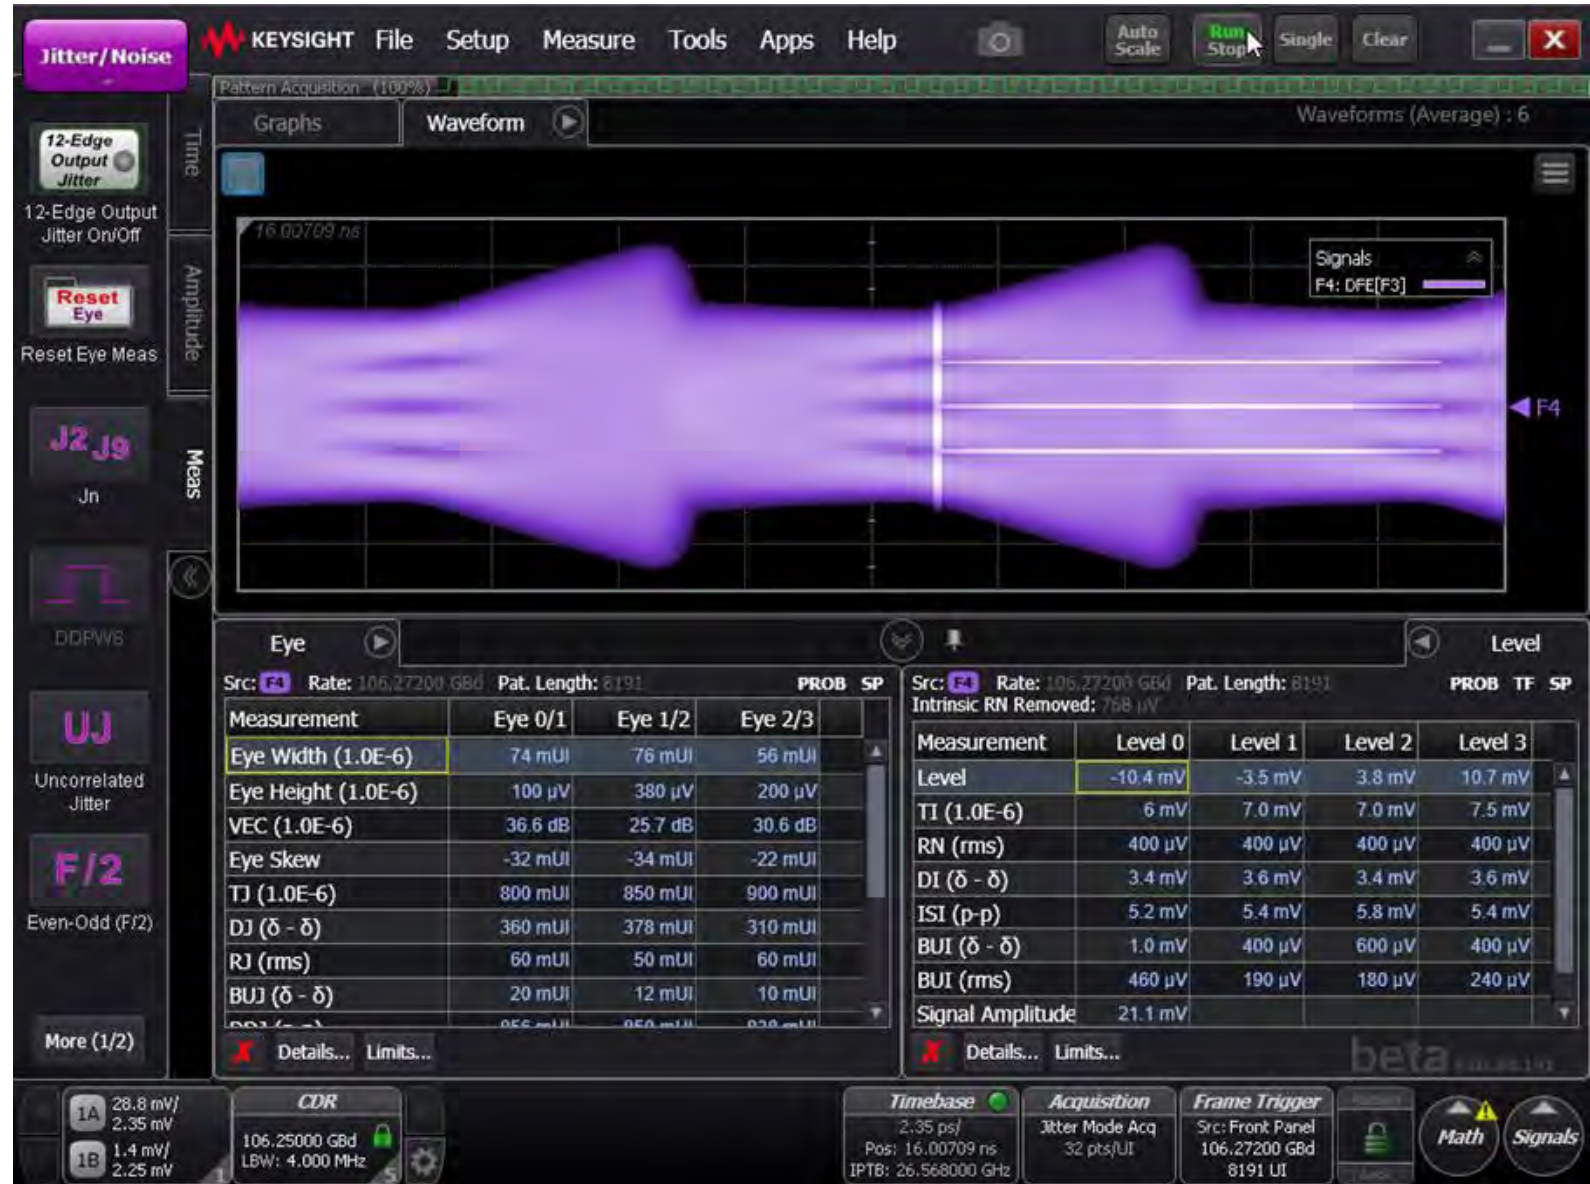 Jitter/Noise
KEYSIGHT File Setup Measure Tools Apps Help
Auto Scale
Run Stop
Single
Clear
X
Pattern Acquisition (100%)
Graphs
Waveform
Waveforms (Average) : 6
12-Edge
Output
Jitter
12-Edge Output
Jitter On/Off
Reset
Eye
Reset Eye Meas
J2 J9
Jn
DDPWS
UJ
Uncorrelated
Jitter
F/2
Even-Odd (F/2)
More (1/2)
Time
Amplitude
Meas
16.00709 ns
Signals
F4: DFE[F3]
F4
Eye
Src: F4 Rate: 106.27200 GBd Pat. Length: 8191 PROB SP
Measurement Eye 0/1 Eye 1/2 Eye 2/3
Eye Width (1.0E-6) 74 mUI 76 mUI 56 mUI
Eye Height (1.0E-6) 100 µV 380 µV 200 µV
VEC (1.0E-6) 36.6 dB 25.7 dB 30.6 dB
Eye Skew -32 mUI -34 mUI -22 mUI
TJ (1.0E-6) 800 mUI 850 mUI 900 mUI
DJ (δ - δ) 360 mUI 378 mUI 310 mUI
RJ (rms) 60 mUI 50 mUI 60 mUI
BUJ (δ - δ) 20 mUI 12 mUI 10 mUI
X Details... Limits...
Level
Src: F4 Rate: 106.27200 GBd Pat. Length: 8191 PROB TF SP
Intrinsic RN Removed: 768 µV
Measurement Level 0 Level 1 Level 2 Level 3
Level -10.4 mV -3.5 mV 3.8 mV 10.7 mV
TI (1.0E-6) 6 mV 7.0 mV 7.0 mV 7.5 mV
RN (rms) 400 µV 400 µV 400 µV 400 µV
DI (δ - δ) 3.4 mV 3.6 mV 3.4 mV 3.6 mV
ISI (p-p) 5.2 mV 5.4 mV 5.8 mV 5.4 mV
BUI (δ - δ) 1.0 mV 400 µV 600 µV 400 µV
BUI (rms) 460 µV 190 µV 180 µV 240 µV
Signal Amplitude 21.1 mV
X Details... Limits...
beta
1A 28.8 mV/
2.35 mV
1B 1.4 mV/
2.25 mV
1
CDR
106.25000 GBd
LBW: 4.000 MHz
5
Timebase
2.35 ps/
Pos: 16.00709 ns
IPTB: 26.568000 GHz
Acquisition
Jitter Mode Acq
32 pts/UI
Frame Trigger
Src: Front Panel
106.27200 GBd
8191 UI
Math
Signals